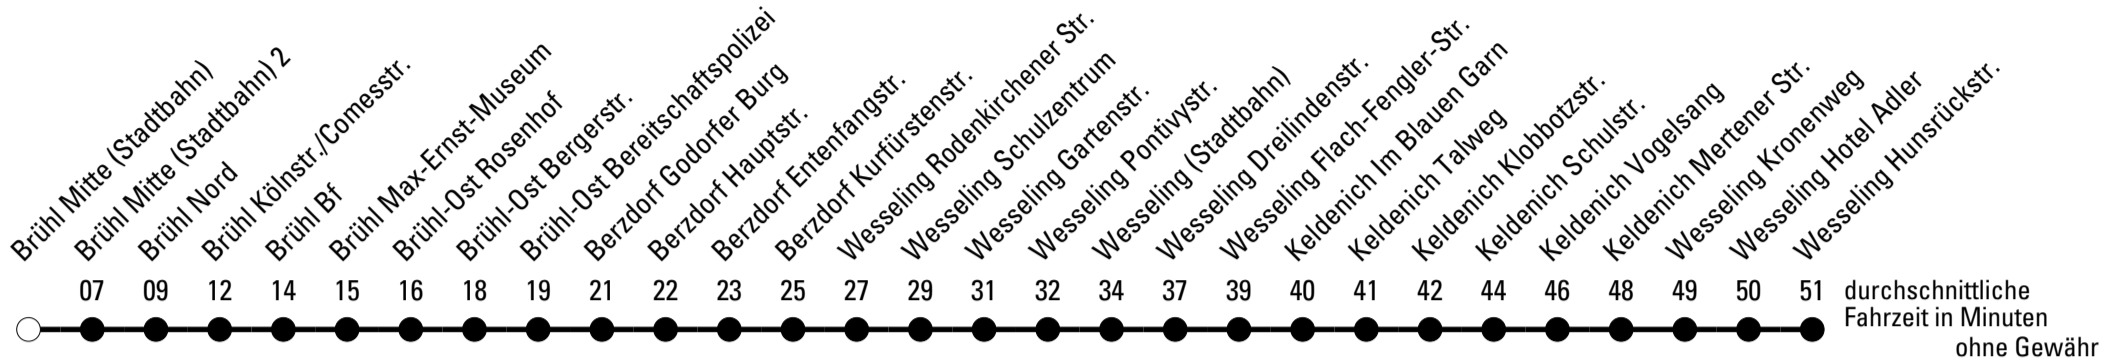 Brühl Mitte (Stadtbahn)
Brühl Mitte (Stadtbahn) 2
Brühl Nord
Brühl Kölnstr./Comesstr.
Brühl Bf
Brühl Max-Ernst-Museum
Brühl-Ost Rosenhof
Brühl-Ost Bergerstr.
Brühl-Ost Bereitschaftspolizei
Berzdorf Godorfer Burg
Berzdorf Hauptstr.
Berzdorf Entenfangstr.
Berzdorf Kurfürstenstr.
Wesseling Rodenkirchener Str.
Wesseling Schulzentrum
Wesseling Gartenstr.
Wesseling Pontivystr.
Wesseling (Stadtbahn)
Wesseling Dreilindenstr.
Wesseling Flach-Fengler-Str.
Keldenich Im Blauen Garn
Keldenich Talweg
Keldenich Klobbotzstr.
Keldenich Schulstr.
Keldenich Vogelsang
Keldenich Mertener Str.
Wesseling Kronenweg
Wesseling Hotel Adler
Wesseling Hunsrückstr.
07 09 12 14 15 16 18 19 21 22 23 25 27 29 31 32 34 37 39 40 41 42 44 46 48 49 50 51
durchschnittliche
Fahrzeit in Minuten
ohne Gewähr